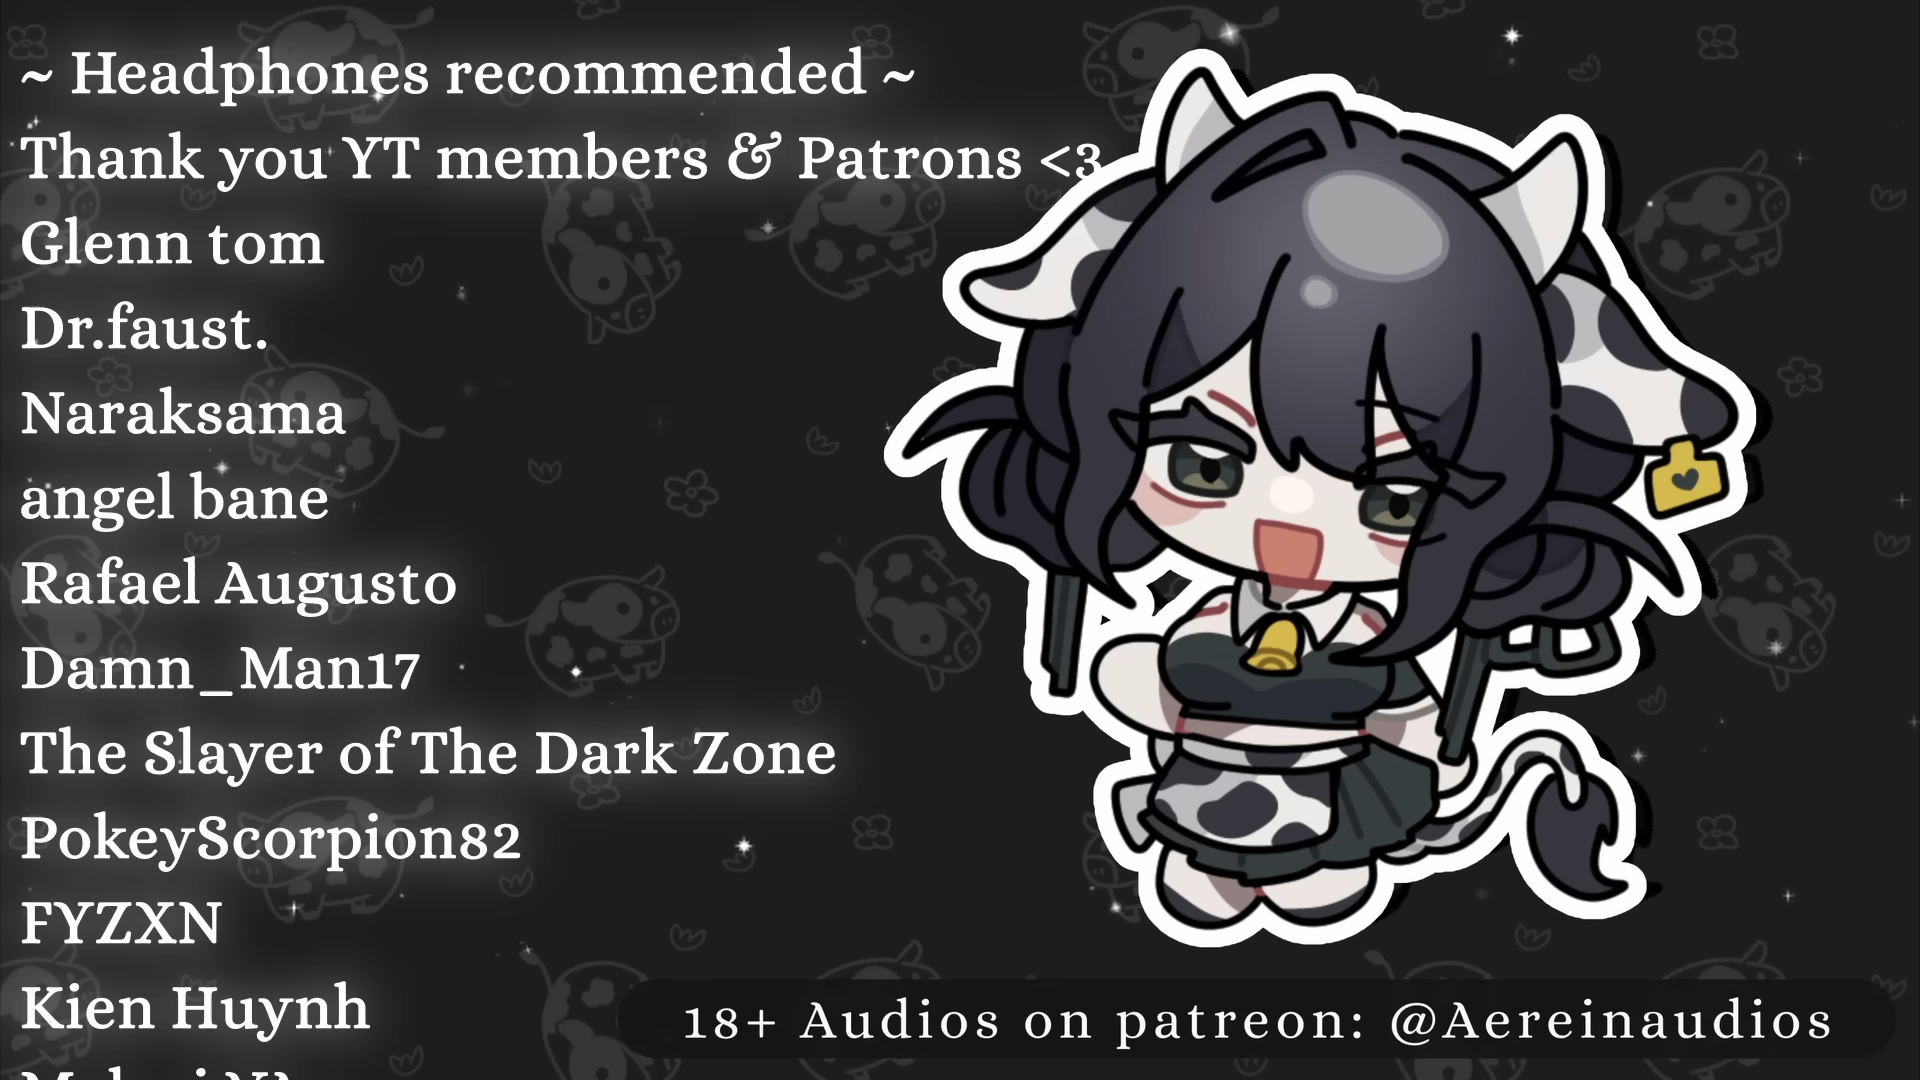 ~ Headphones recommended ~
Thank you YT members & Patrons <3
Glenn tom
Dr.faust.
Naraksama
angel bane
Rafael Augusto
Damn_Man17
The Slayer of The Dark Zone
PokeyScorpion82
FYZXN
Kien Huynh
18+ Audios on patreon: @Aereinaudios